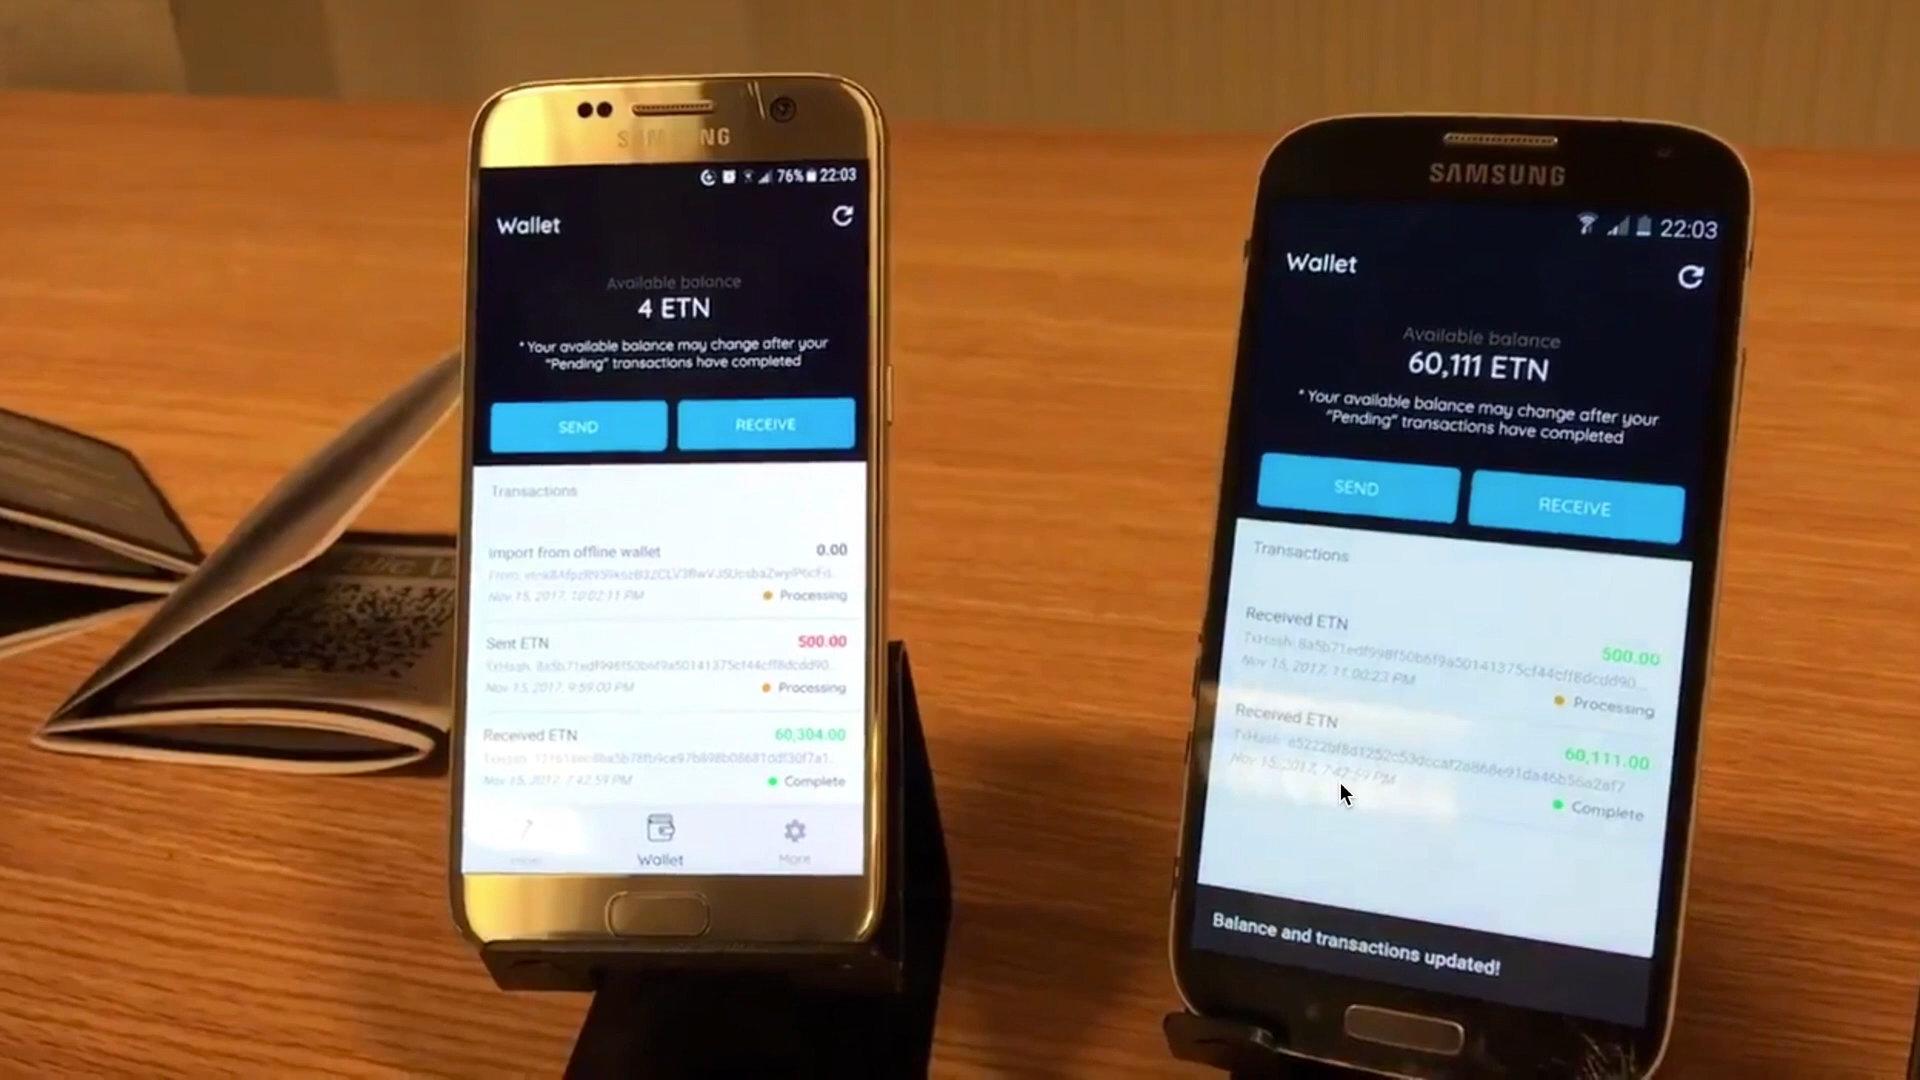 SAMSUNG
76% 22:03
Wallet
Available balance
4 ETN
* Your available balance may change after your
"Pending" transactions have completed
SEND
RECEIVE
Transactions
Import from offline wallet
0.00
From:
Nov 15, 2017, 10:02:11 PM
Processing
Sent ETN
500.00
TxHash: 8a5b71edf998f50b6f9a50141375cf44cff8dcdd90...
Nov 15, 2017, 9:59:00 PM
Processing
Received ETN
60,304.00
TxHash:
Nov 15, 2017, 7:42:59 PM
Complete
Wallet
More
SAMSUNG
22:03
Wallet
Available balance
60,111 ETN
* Your available balance may change after your
"Pending" transactions have completed
SEND
RECEIVE
Transactions
Received ETN
500.00
TxHash: 8a5b71edf998f50b6f9a50141375cf44cff8dcdd90...
Nov 15, 2017, 11:00:23 PM
Processing
Received ETN
60,111.00
TxHash:
Nov 15, 2017, 7:42:59 PM
Complete
Balance and transactions updated!